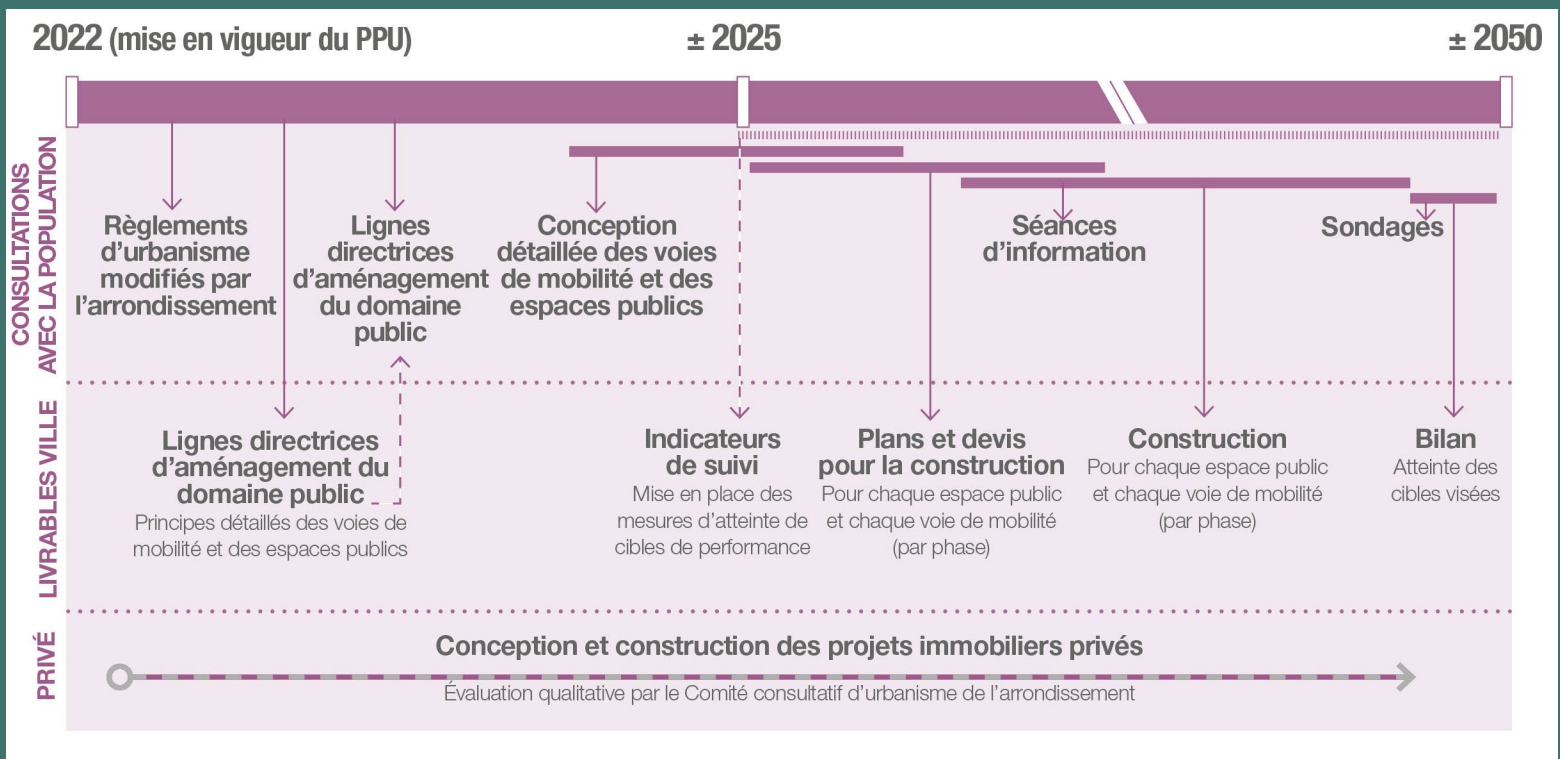 2022 (mise en vigueur du PPU)
± 2025
± 2050
CONSULTATIONS
AVEC LA POPULATION
Règlements
d’urbanisme
modifiés par
l’arrondissement
Lignes
directrices
d’aménagement
du domaine
public
Conception
détaillée des voies
de mobilité et des
espaces publics
Séances
d’information
Sondages
LIVRABLES VILLE
Lignes directrices
d’aménagement du
domaine public
Principes détaillés des voies de
mobilité et des espaces publics
Indicateurs
de suivi
Mise en place des
mesures d’atteinte de
cibles de performance
Plans et devis
pour la construction
Pour chaque espace public
et chaque voie de mobilité
(par phase)
Construction
Pour chaque espace public
et chaque voie de mobilité
(par phase)
Bilan
Atteinte des
cibles visées
PRIVÉ
Conception et construction des projets immobiliers privés
Évaluation qualitative par le Comité consultatif d’urbanisme de l’arrondissement